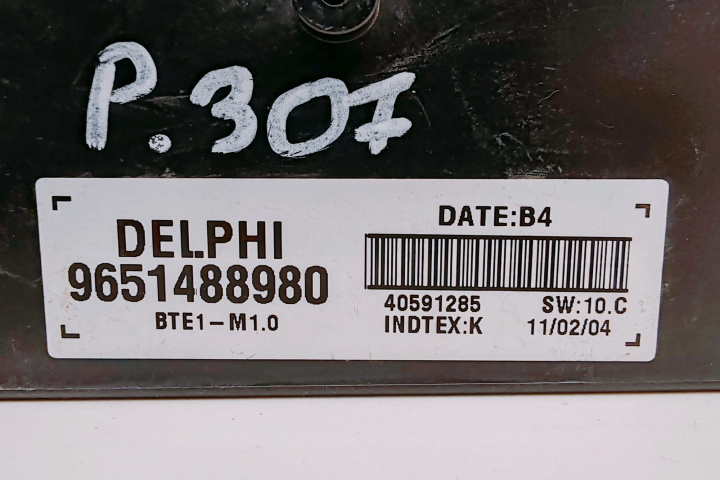 P.307
DELPHI
9651488980
BTE1-M1.0
DATE:B4
40591285 SW:10.C
INDTEX:K 11/02/04